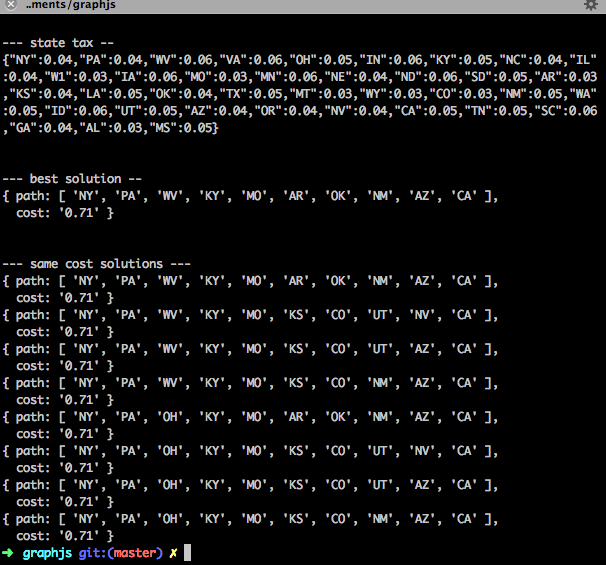 ..ments/graphjs
--- state tax --
{"NY":0.04,"PA":0.04,"WV":0.06,"VA":0.06,"OH":0.05,"IN":0.06,"KY":0.05,"NC":0.04,"IL"
:0.04,"W1":0.03,"IA":0.06,"MO":0.03,"MN":0.06,"NE":0.04,"ND":0.06,"SD":0.05,"AR":0.03
,"KS":0.04,"LA":0.05,"OK":0.04,"TX":0.05,"MT":0.03,"WY":0.03,"CO":0.03,"NM":0.05,"WA"
:0.05,"ID":0.06,"UT":0.05,"AZ":0.04,"OR":0.04,"NV":0.04,"CA":0.05,"TN":0.05,"SC":0.06
,"GA":0.04,"AL":0.03,"MS":0.05}
--- best solution --
{ path: [ 'NY', 'PA', 'WV', 'KY', 'MO', 'AR', 'OK', 'NM', 'AZ', 'CA' ],
cost: '0.71' }
--- same cost solutions ---
{ path: [ 'NY', 'PA', 'WV', 'KY', 'MO', 'AR', 'OK', 'NM', 'AZ', 'CA' ],
cost: '0.71' }
{ path: [ 'NY', 'PA', 'WV', 'KY', 'MO', 'KS', 'CO', 'UT', 'NV', 'CA' ],
cost: '0.71' }
{ path: [ 'NY', 'PA', 'WV', 'KY', 'MO', 'KS', 'CO', 'UT', 'AZ', 'CA' ],
cost: '0.71' }
{ path: [ 'NY', 'PA', 'WV', 'KY', 'MO', 'KS', 'CO', 'NM', 'AZ', 'CA' ],
cost: '0.71' }
{ path: [ 'NY', 'PA', 'OH', 'KY', 'MO', 'AR', 'OK', 'NM', 'AZ', 'CA' ],
cost: '0.71' }
{ path: [ 'NY', 'PA', 'OH', 'KY', 'MO', 'KS', 'CO', 'UT', 'NV', 'CA' ],
cost: '0.71' }
{ path: [ 'NY', 'PA', 'OH', 'KY', 'MO', 'KS', 'CO', 'UT', 'AZ', 'CA' ],
cost: '0.71' }
{ path: [ 'NY', 'PA', 'OH', 'KY', 'MO', 'KS', 'CO', 'NM', 'AZ', 'CA' ],
cost: '0.71' }
➜ graphjs git:(master) ✗